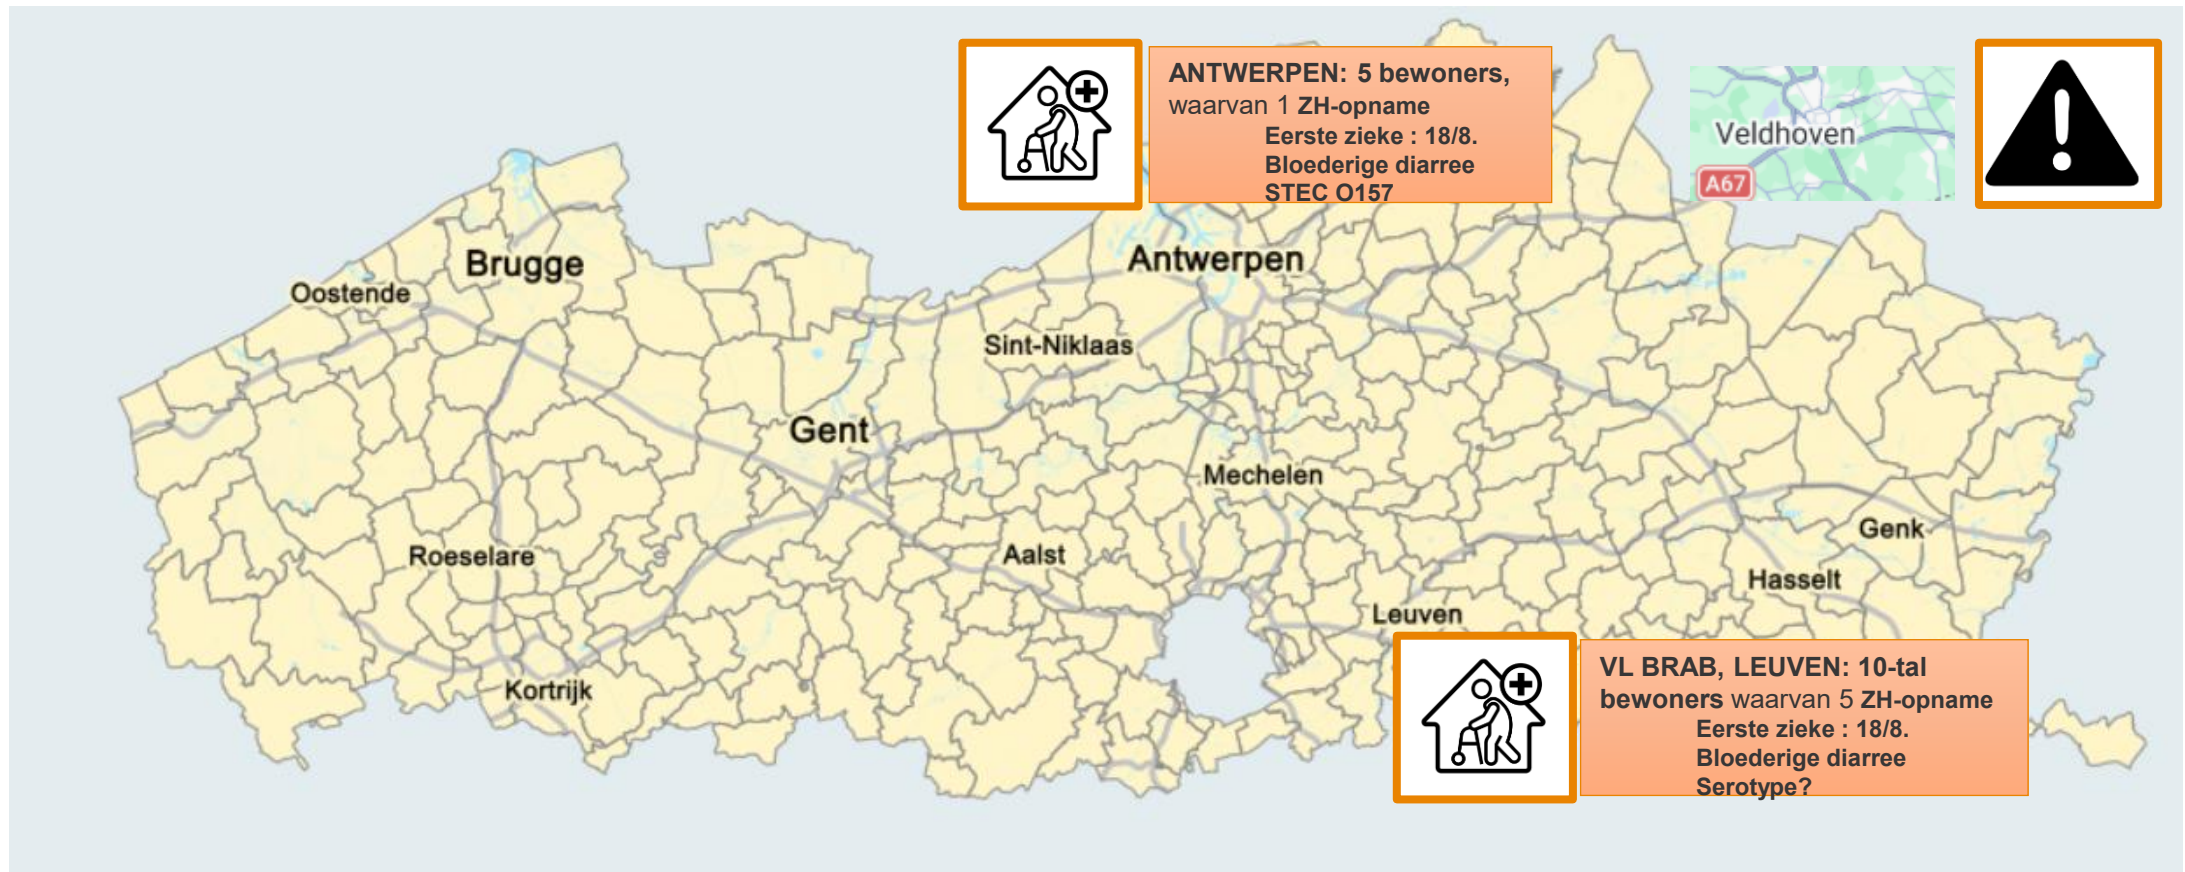 ANTWERPEN: 5 bewoners,
waarvan 1 ZH-opname
Eerste zieke : 18/8.
Bloederige diarree
STEC O157
Veldhoven
A67
Brugge
Oostende
Antwerpen
Sint-Niklaas
Gent
Mechelen
Roeselare
Aalst
Genk
Hasselt
Leuven
Kortrijk
VL BRAB, LEUVEN: 10-tal
bewoners waarvan 5 ZH-opname
Eerste zieke : 18/8.
Bloederige diarree
Serotype?